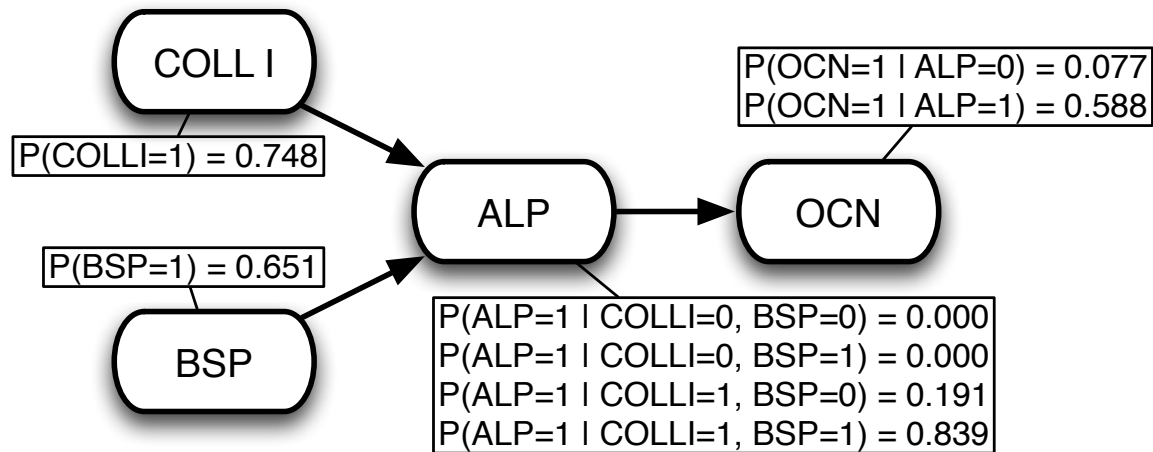 COLL I
P(COLLI=1) = 0.748
P(BSP=1) = 0.651
BSP
ALP
P(ALP=1 | COLLI=0, BSP=0) = 0.000
P(ALP=1 | COLLI=0, BSP=1) = 0.000
P(ALP=1 | COLLI=1, BSP=0) = 0.191
P(ALP=1 | COLLI=1, BSP=1) = 0.839
P(OCN=1 | ALP=0) = 0.077
P(OCN=1 | ALP=1) = 0.588
OCN